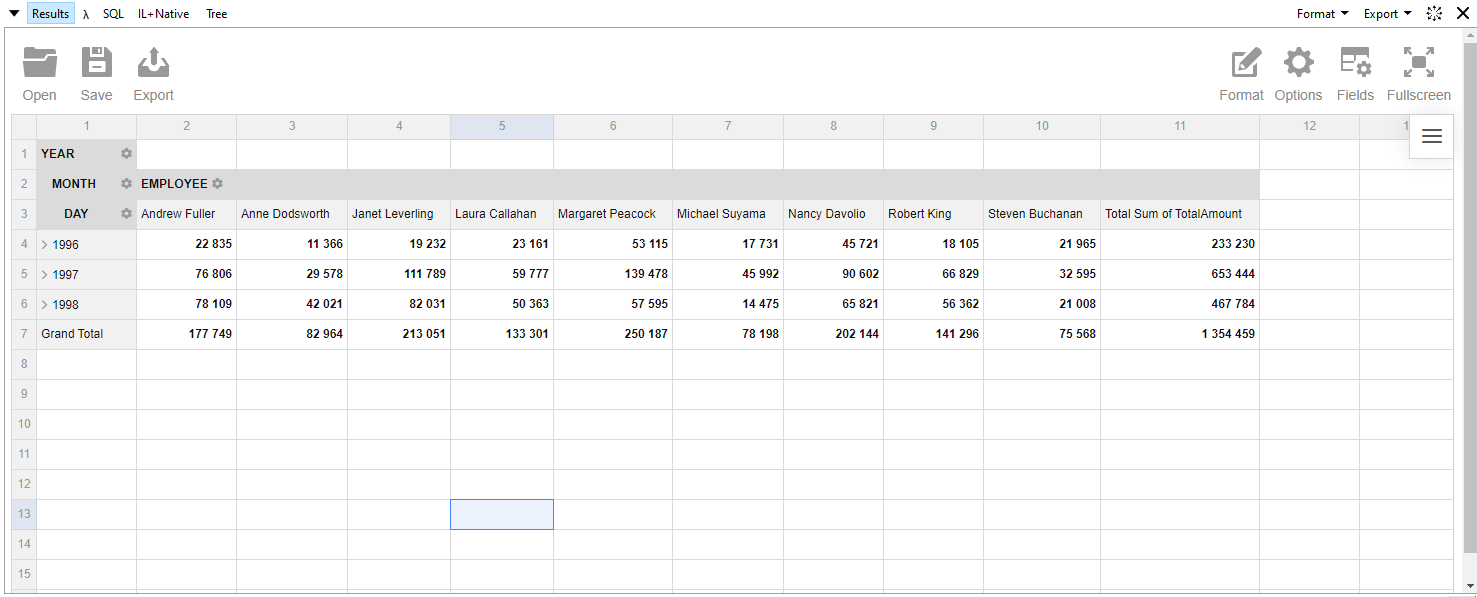 Results λ SQL IL+Native Tree Format Export
Open Save Export Format Options Fields Fullscreen
1 2 3 4 5 6 7 8 9 10 11 12 1
1 YEAR
2 MONTH EMPLOYEE
3 DAY Andrew Fuller Anne Dodsworth Janet Leverling Laura Callahan Margaret Peacock Michael Suyama Nancy Davolio Robert King Steven Buchanan Total Sum of TotalAmount
4 1996 22 835 11 366 19 232 23 161 53 115 17 731 45 721 18 105 21 965 233 230
5 1997 76 806 29 578 111 789 59 777 139 478 45 992 90 602 66 829 32 595 653 444
6 1998 78 109 42 021 82 031 50 363 57 595 14 475 65 821 56 362 21 008 467 784
7 Grand Total 177 749 82 964 213 051 133 301 250 187 78 198 202 144 141 296 75 568 1 354 459
8
9
10
11
12
13
14
15